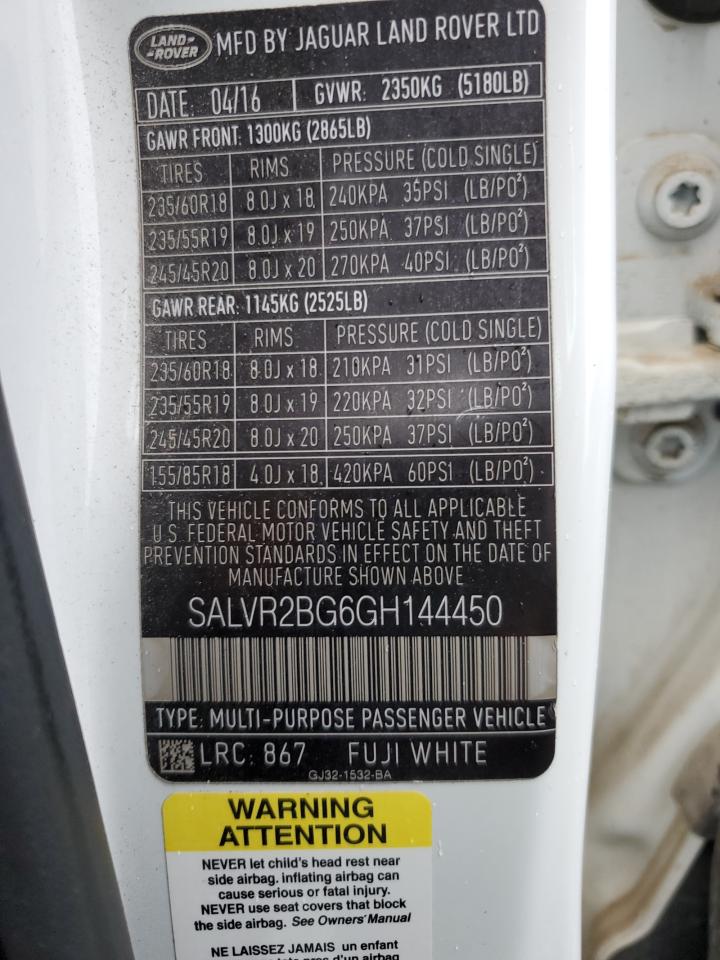 LAND-
-ROVER
MFD BY JAGUAR LAND ROVER LTD
DATE: 04/16 GVWR: 2350KG (5180LB)
GAWR FRONT: 1300KG (2865LB)
TIRES RIMS PRESSURE (COLD SINGLE)
235/60R18 8.0J x 18 240KPA 35PSI (LB/PO²)
235/55R19 8.0J x 19 250KPA 37PSI (LB/PO²)
245/45R20 8.0J x 20 270KPA 40PSI (LB/PO²)
GAWR REAR: 1145KG (2525LB)
TIRES RIMS PRESSURE (COLD SINGLE)
235/60R18 8.0J x 18 210KPA 31PSI (LB/PO²)
235/55R19 8.0J x 19 220KPA 32PSI (LB/PO²)
245/45R20 8.0J x 20 250KPA 37PSI (LB/PO²)
155/85R18 4.0J x 18 420KPA 60PSI (LB/PO²)
THIS VEHICLE CONFORMS TO ALL APPLICABLE
U.S. FEDERAL MOTOR VEHICLE SAFETY AND THEFT
PREVENTION STANDARDS IN EFFECT ON THE DATE OF
MANUFACTURE SHOWN ABOVE
SALVR2BG6GH144450
TYPE: MULTI-PURPOSE PASSENGER VEHICLE
LRC: 867 FUJI WHITE
GJ32-1532-BA
WARNING
ATTENTION
NEVER let child's head rest near
side airbag. inflating airbag can
cause serious or fatal injury.
NEVER use seat covers that block
the side airbag. See Owners' Manual
NE LAISSEZ JAMAIS un enfant
tete pres d'un airbag